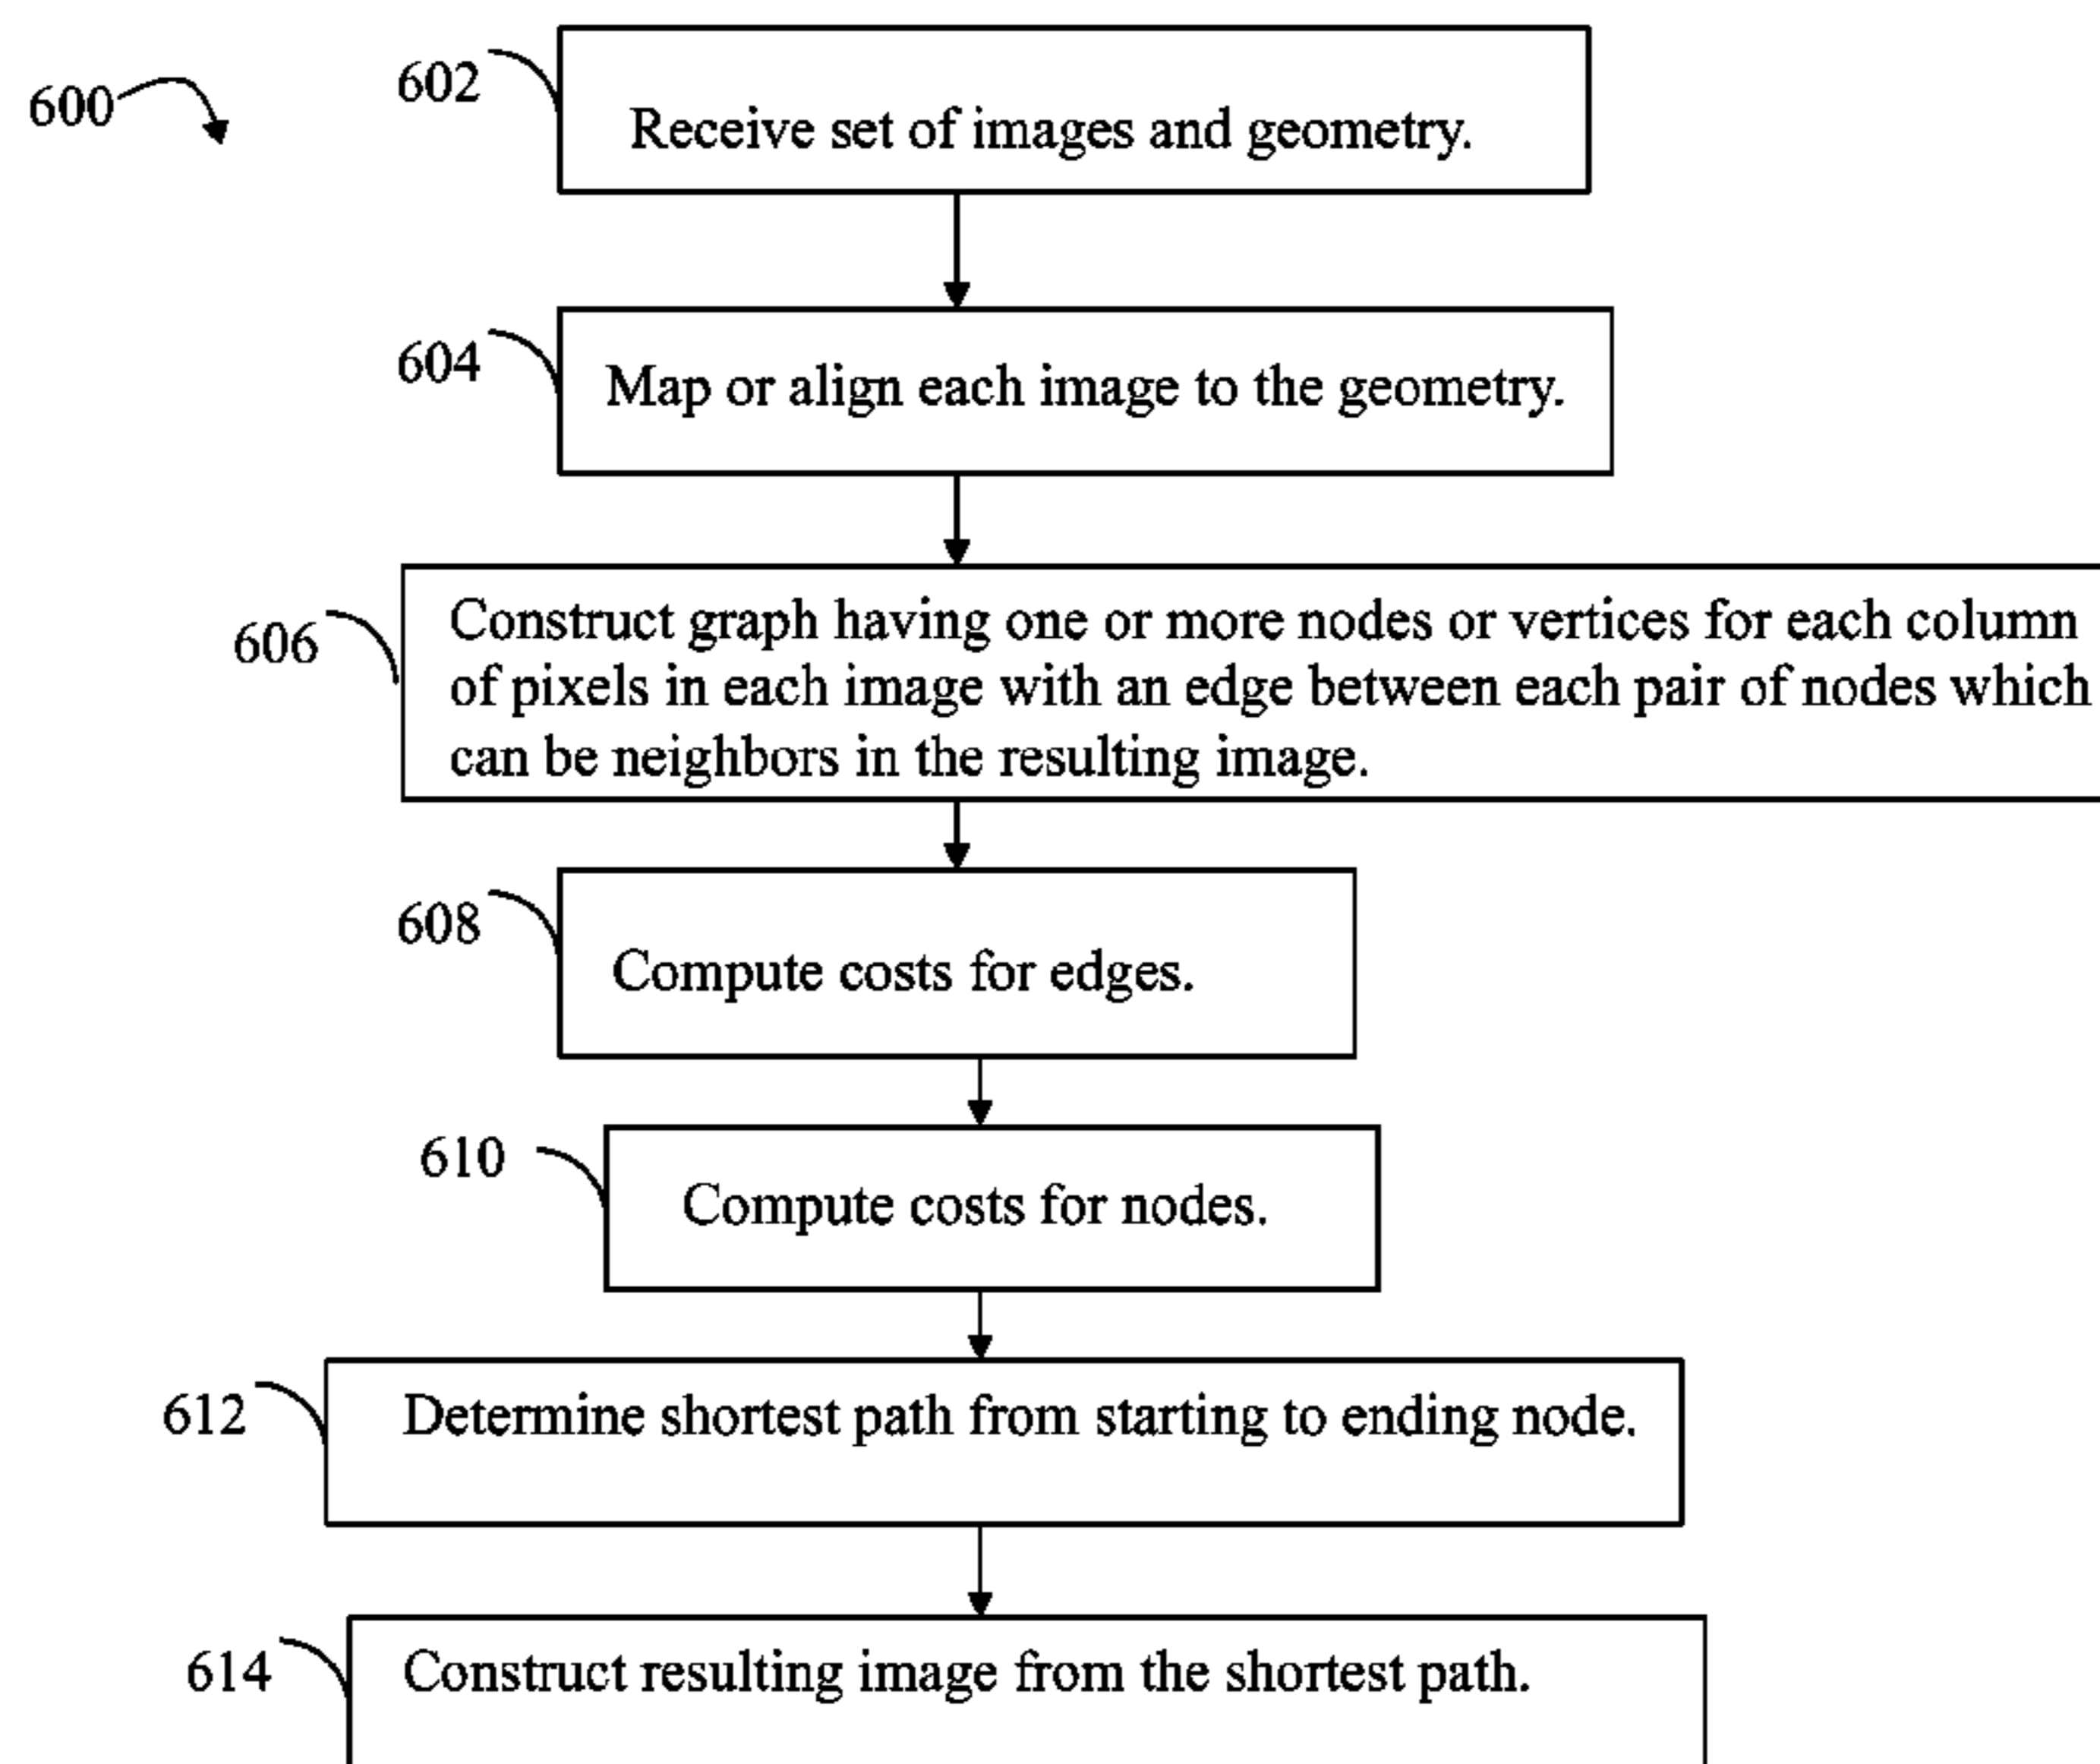 600
602
Receive set of images and geometry.
604
Map or align each image to the geometry.
606
Construct graph having one or more nodes or vertices for each column
of pixels in each image with an edge between each pair of nodes which
can be neighbors in the resulting image.
608
Compute costs for edges.
610
Compute costs for nodes.
612
Determine shortest path from starting to ending node.
614
Construct resulting image from the shortest path.